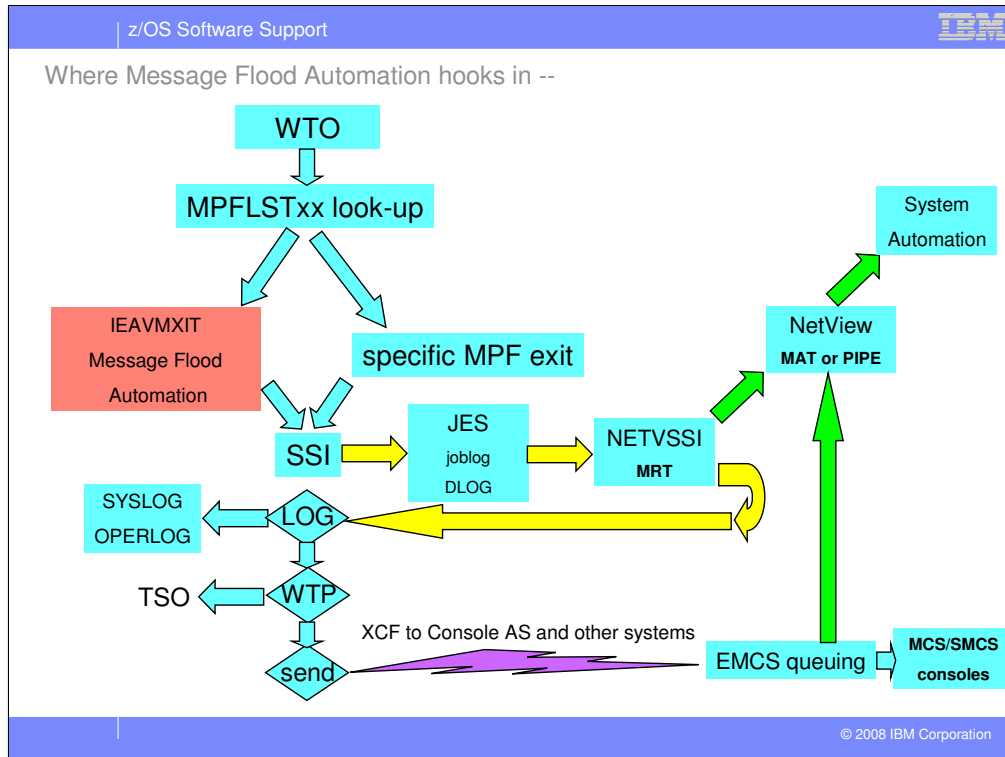 z/OS Software Support
IBM
Where Message Flood Automation hooks in --
WTO
MPFLSTxx look-up
System
Automation
IEAVMXIT
Message Flood
Automation
specific MPF exit
NetView
MAT or PIPE
SSI
JES
joblog
DLOG
NETVSSI
MRT
SYSLOG
OPERLOG
LOG
TSO
WTP
XCF to Console AS and other systems
send
EMCS queuing
MCS/SMCS
consoles
© 2008 IBM Corporation